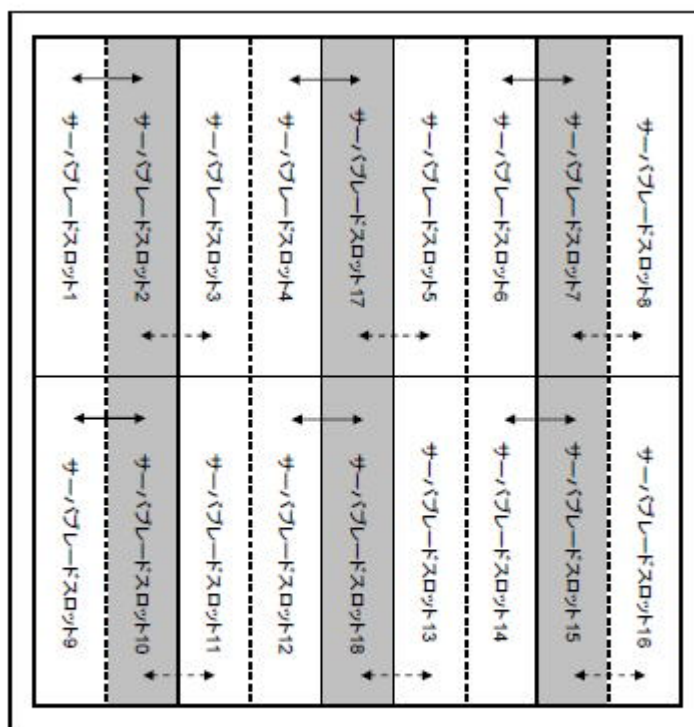 サーバブレードスロット1
サーバブレードスロット2
サーバブレードスロット3
サーバブレードスロット4
サーバブレードスロット17
サーバブレードスロット5
サーバブレードスロット6
サーバブレードスロット7
サーバブレードスロット8
サーバブレードスロット9
サーバブレードスロット10
サーバブレードスロット11
サーバブレードスロット12
サーバブレードスロット18
サーバブレードスロット13
サーバブレードスロット14
サーバブレードスロット15
サーバブレードスロット16